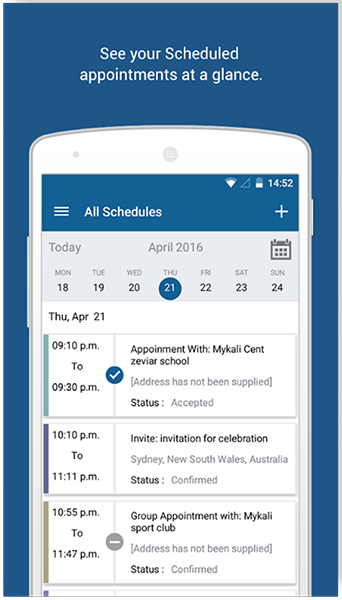 See your Scheduled
appointments at a glance.
14:52
All Schedules
Today
April 2016
MON TUE WED THU FRI SAT SUN
18 19 20 21 22 23 24
Thu, Apr 21
09:10 p.m.
To
09:30 p.m.
Appoinment With: Mykali Cent
zeviar school
[Address has not been supplied]
Status : Accepted
10:10 p.m.
To
11:11 p.m.
Invite: invitation for celebration
Sydney, New South Wales, Australia
Status : Confirmed
10:55 p.m.
To
11:47 p.m.
Group Appointment with: Mykali
sport club
[Address has not been supplied]
Status : Confirmed